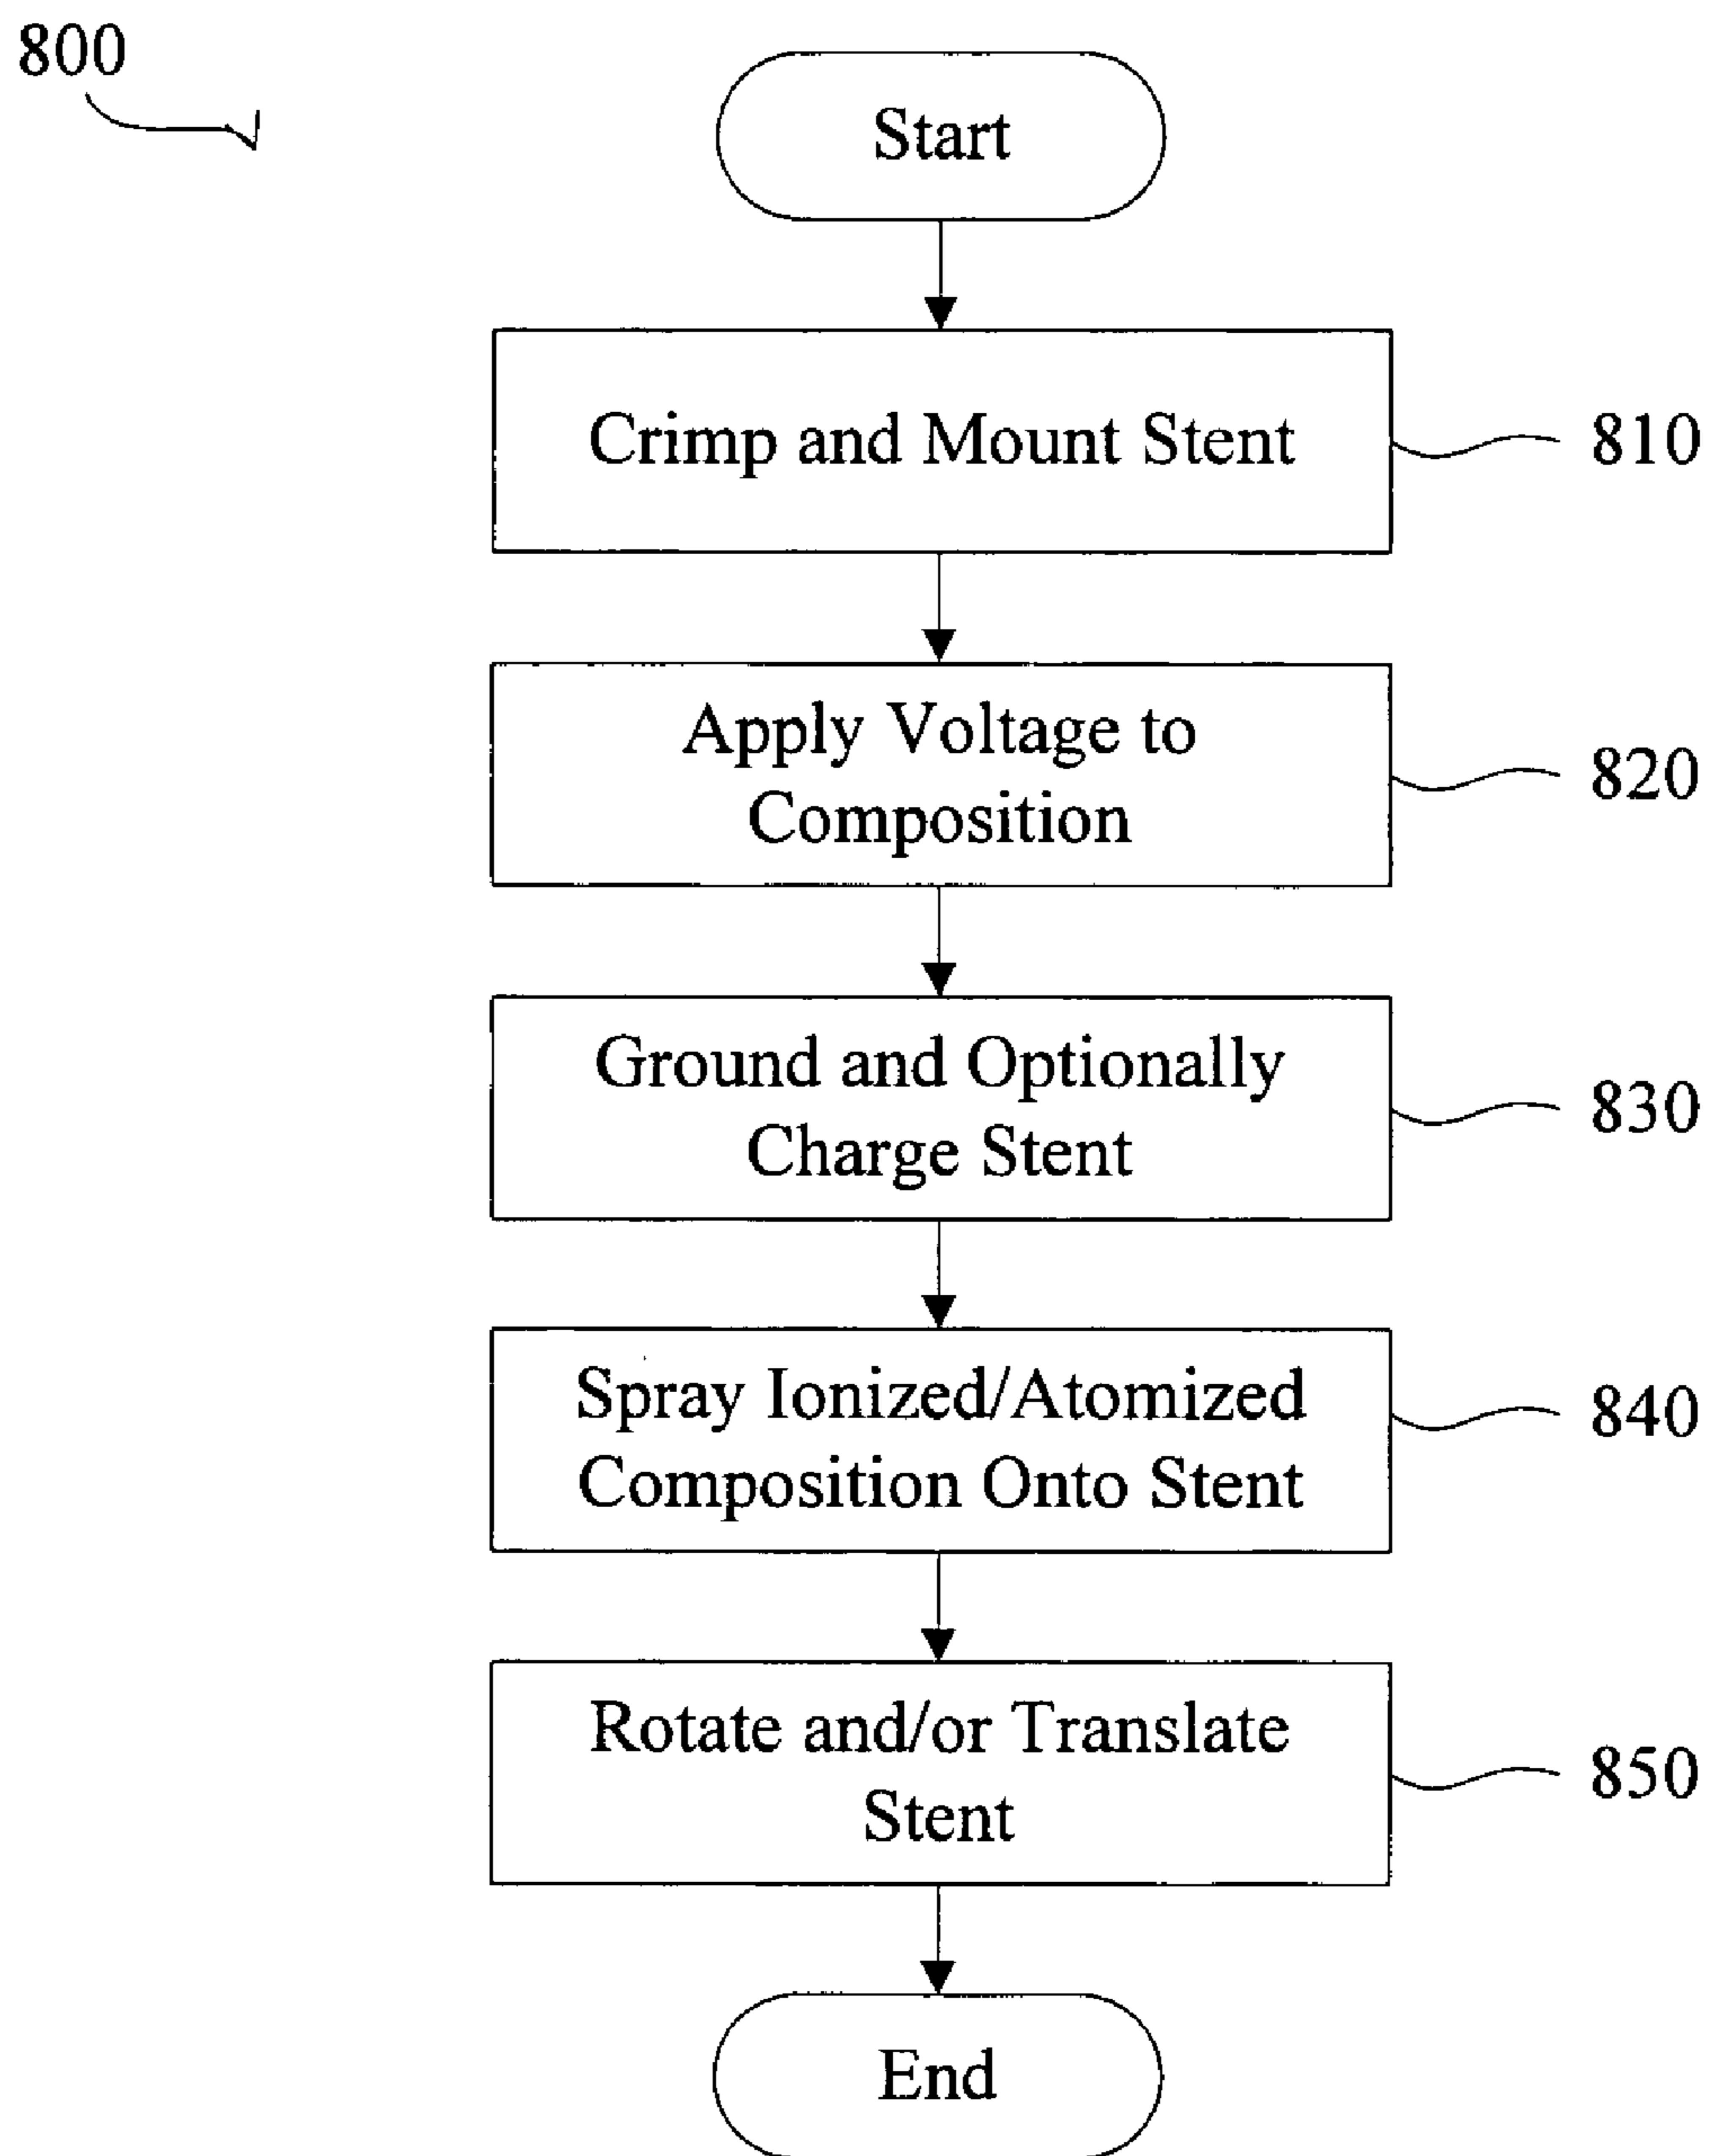 800
Start
Crimp and Mount Stent
810
Apply Voltage to
Composition
820
Ground and Optionally
Charge Stent
830
Spray Ionized/Atomized
Composition Onto Stent
840
Rotate and/or Translate
Stent
850
End